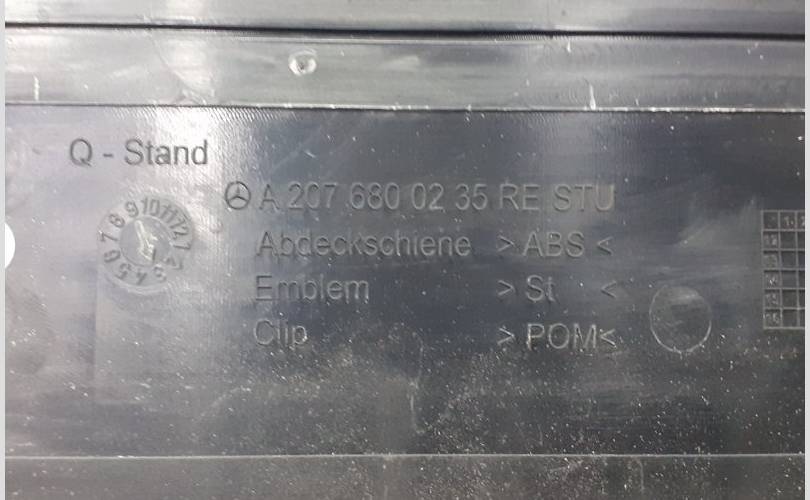 Q - Stand
A 207 680 02 35 RE STU
Abdeckschiene > ABS <
Emblem > St <
Clip > POM<